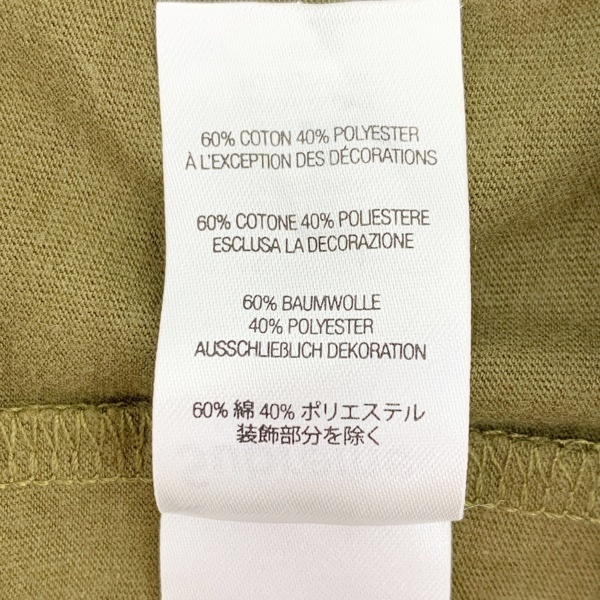 60% COTON 40% POLYESTER
À L'EXCEPTION DES DÉCORATIONS
60% COTONE 40% POLIESTERE
ESCLUSA LA DECORAZIONE
60% BAUMWOLLE
40% POLYESTER
AUSSCHLIEßLICH DEKORATION
60% 綿 40% ポリエステル
装飾部分を除く